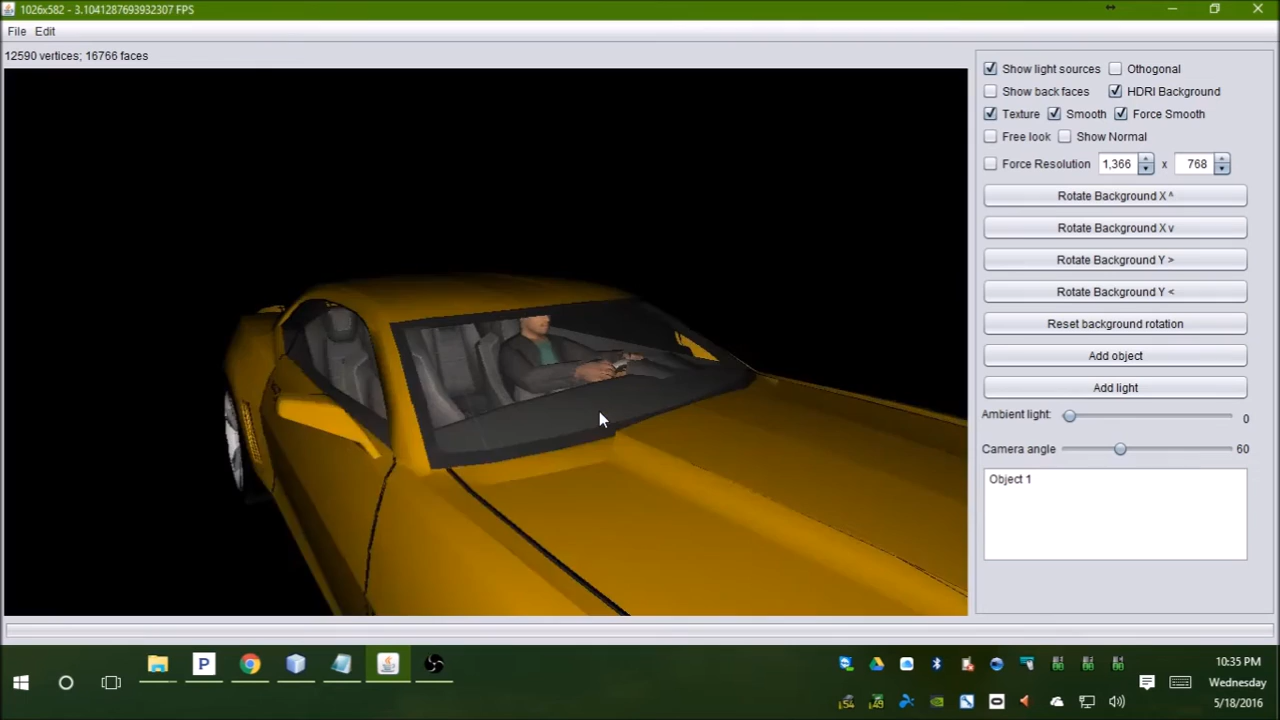 1026x582 - 3.1041287693932307 FPS
File Edit
12590 vertices; 16766 faces
Show light sources Othogonal
Show back faces HDRI Background
Texture Smooth Force Smooth
Free look Show Normal
Force Resolution 1,366 x 768
Rotate Background X ^
Rotate Background X v
Rotate Background Y >
Rotate Background Y <
Reset background rotation
Add object
Add light
Ambient light: 0
Camera angle 60
Object 1
P
10:35 PM
Wednesday
54 49
5/18/2016